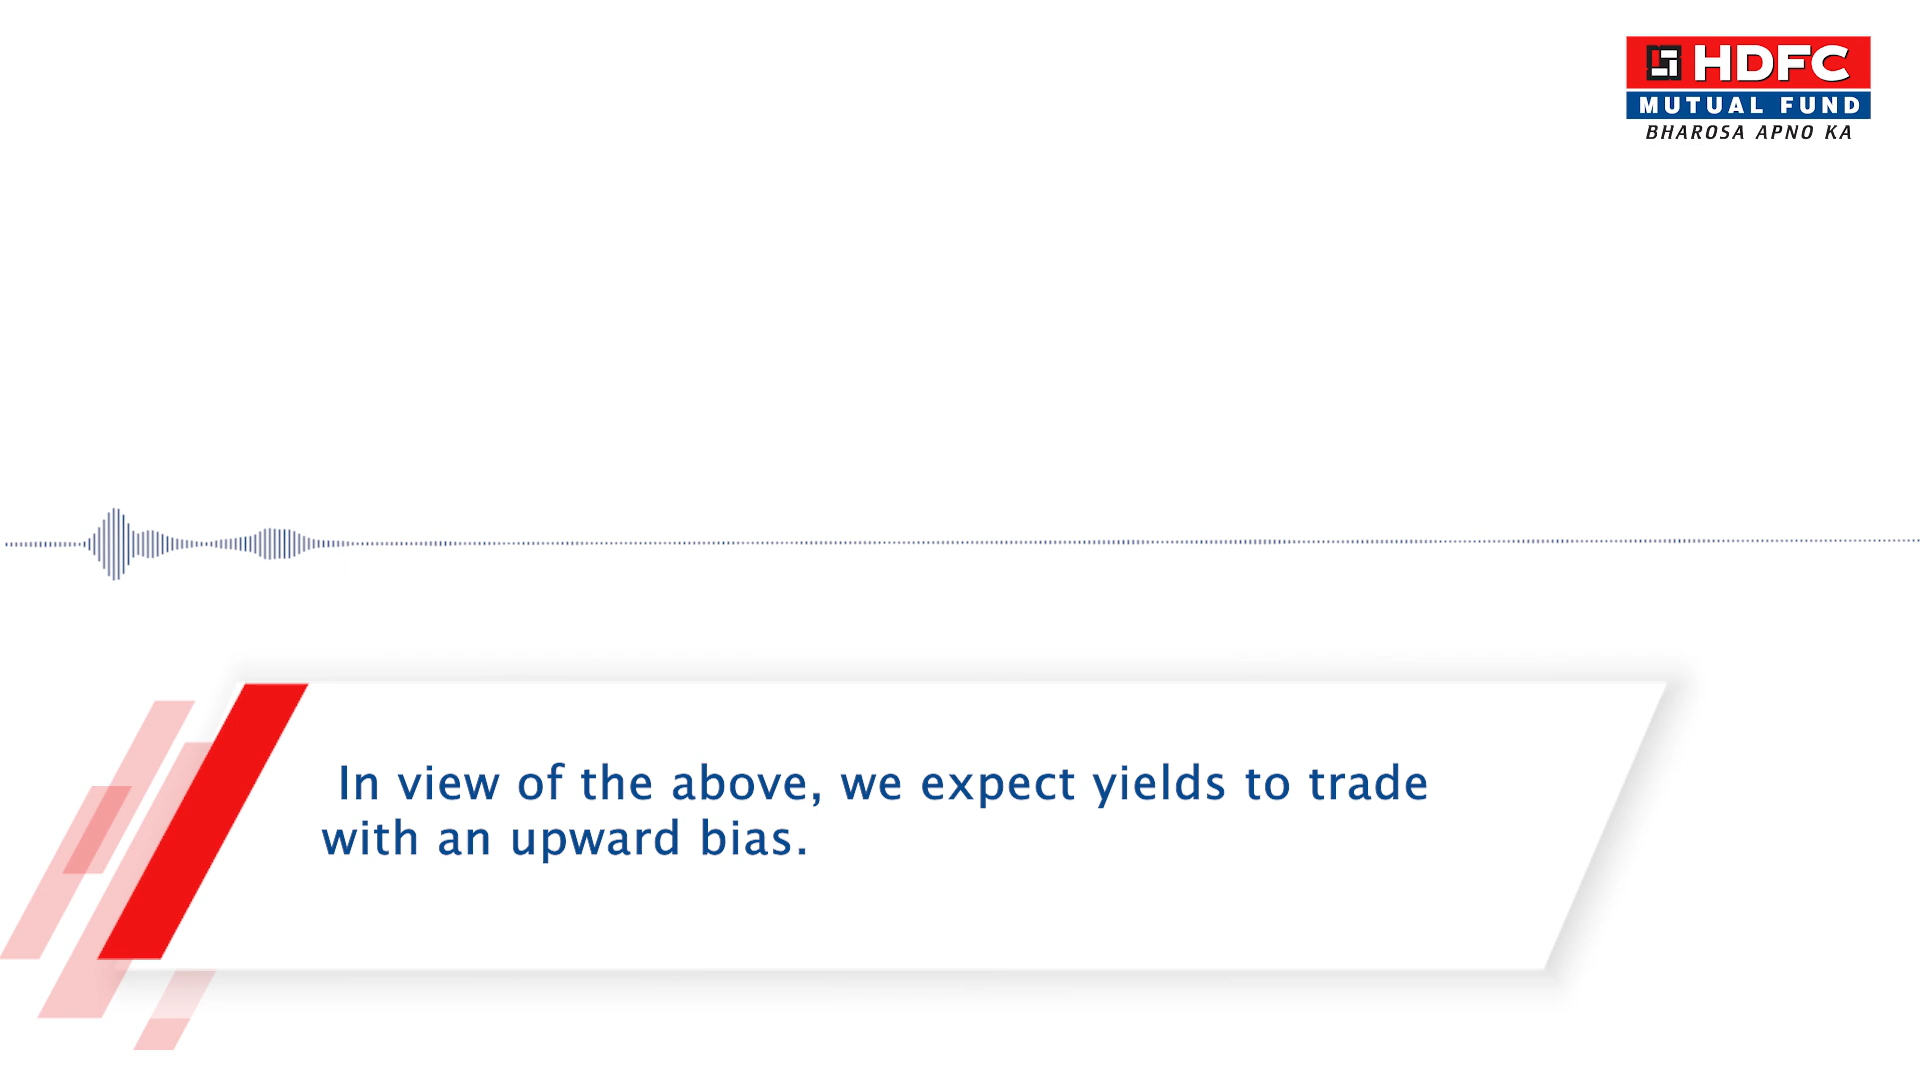 HDFC
MUTUAL FUND
BHAROSA APNO KA
In view of the above, we expect yields to trade
with an upward bias.